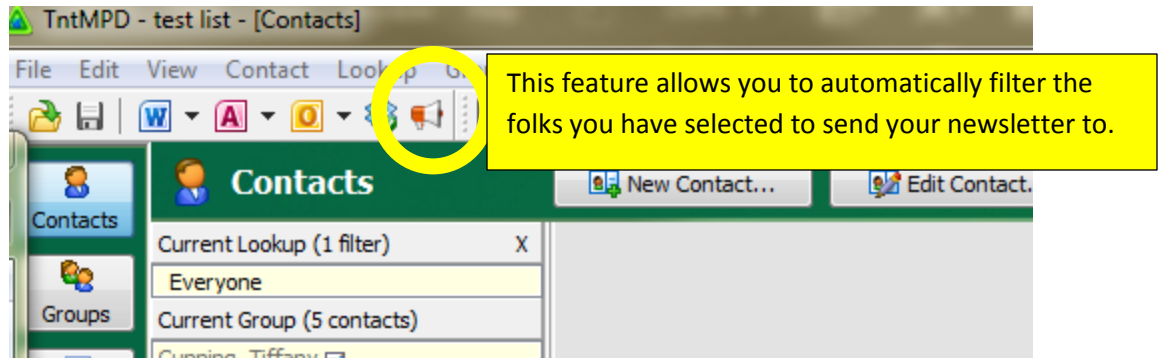 TntMPD - test list - [Contacts]
File Edit View Contact Lookup
This feature allows you to automatically filter the
folks you have selected to send your newsletter to.
W A O
Contacts
New Contact...
Edit Contact.
Contacts
Current Lookup (1 filter) X
Everyone
Groups
Current Group (5 contacts)
Tiffany